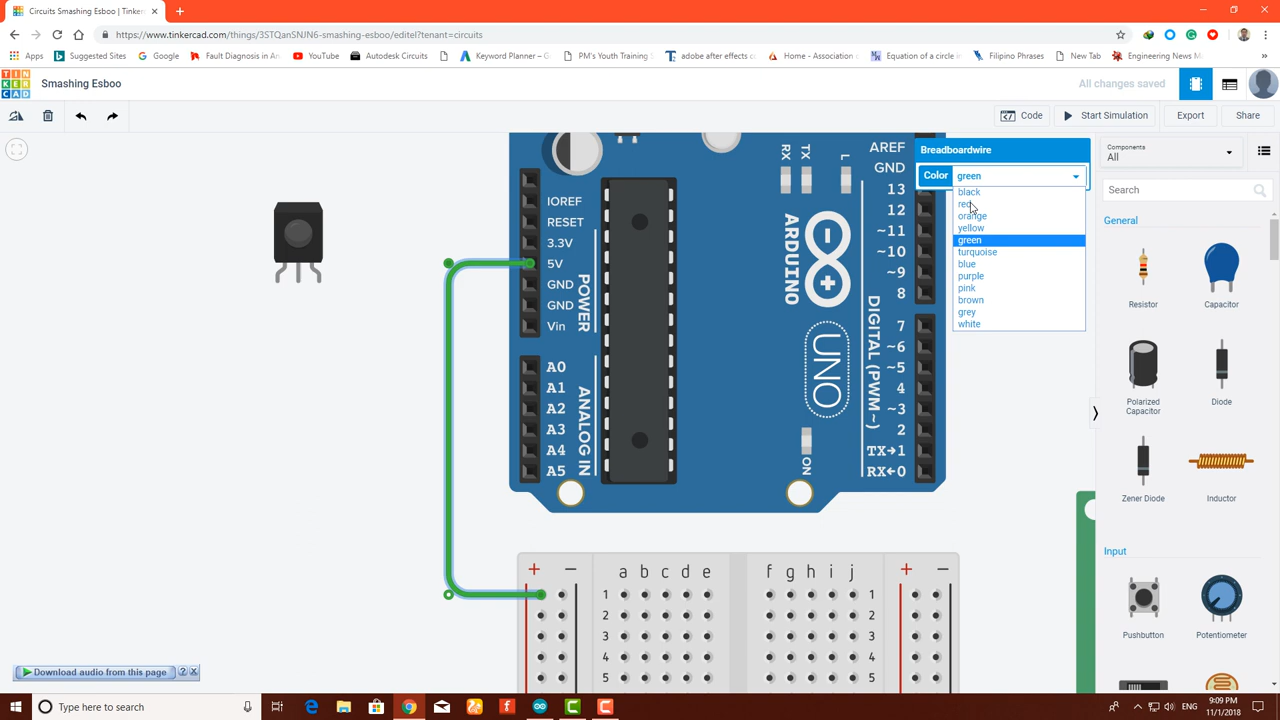 Circuits Smashing Esboo | Tinker
https://www.tinkercad.com/things/3STQanSNJN6-smashing-esboo/editel?tenant=circuits
Apps
Suggested Sites
Google
Fault Diagnosis in An
YouTube
Autodesk Circuits
Keyword Planner – G
PM's Youth Training S
adobe after effects c
Home - Association o
Equation of a circle in
Filipino Phrases
New Tab
Engineering News M
TIN
KER
CAD
Smashing Esboo
All changes saved
Code
Start Simulation
Export
Share
Breadboardwire
Color
green
black
red
orange
yellow
green
turquoise
blue
purple
pink
brown
grey
white
Components
All
Search
General
Resistor
Capacitor
Polarized
Capacitor
Diode
Zener Diode
Inductor
Input
Pushbutton
Potentiometer
IOREF
RESET
3.3V
5V
GND
GND
Vin
POWER
A0
A1
A2
A3
A4
A5
ANALOG IN
RX
TX
L
ARDUINO
UNO
ON
AREF
GND
13
12
~11
~10
~9
8
7
~6
~5
4
~3
2
TX→1
RX←0
DIGITAL (PWM~)
+ − a b c d e f g h i j + −
1 1
2 2
3 3
4 4
5 5
Download audio from this page
? X
Type here to search
9:09 PM
11/1/2018